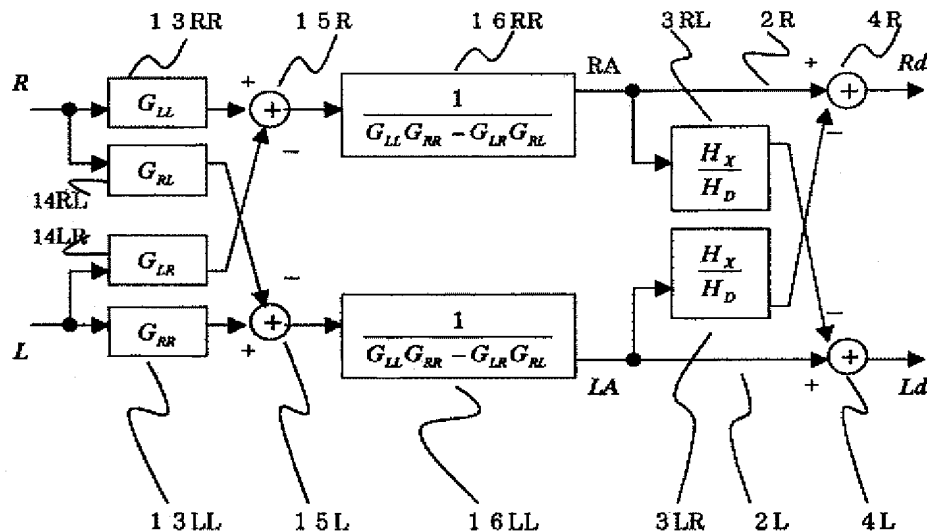 13RR 15R 16RR 3RL 2R 4R
R + RA + Rd
G_LL +
1
G_LL G_RR − G_LR G_RL
− −
G_RL + H_X
H_D
14RL
14LR
G_LR H_X
H_D
− −
G_RR + +
1
G_LL G_RR − G_LR G_RL
L + LA + Ld
13LL 15L 16LL 3LR 2L 4L